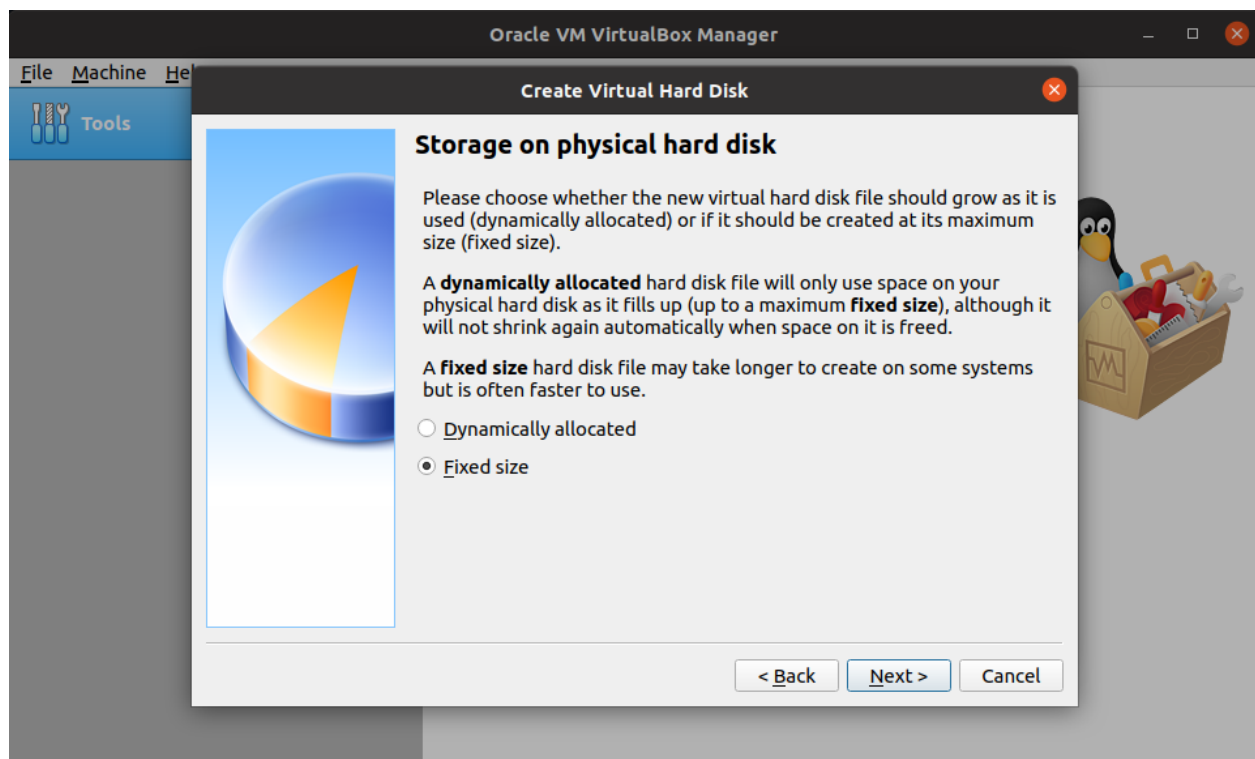 Oracle VM VirtualBox Manager
File Machine
Tools
Create Virtual Hard Disk
Storage on physical hard disk
Please choose whether the new virtual hard disk file should grow as it is
used (dynamically allocated) or if it should be created at its maximum
size (fixed size).
A dynamically allocated hard disk file will only use space on your
physical hard disk as it fills up (up to a maximum fixed size), although it
will not shrink again automatically when space on it is freed.
A fixed size hard disk file may take longer to create on some systems
but is often faster to use.
Dynamically allocated
Fixed size
< Back Next > Cancel